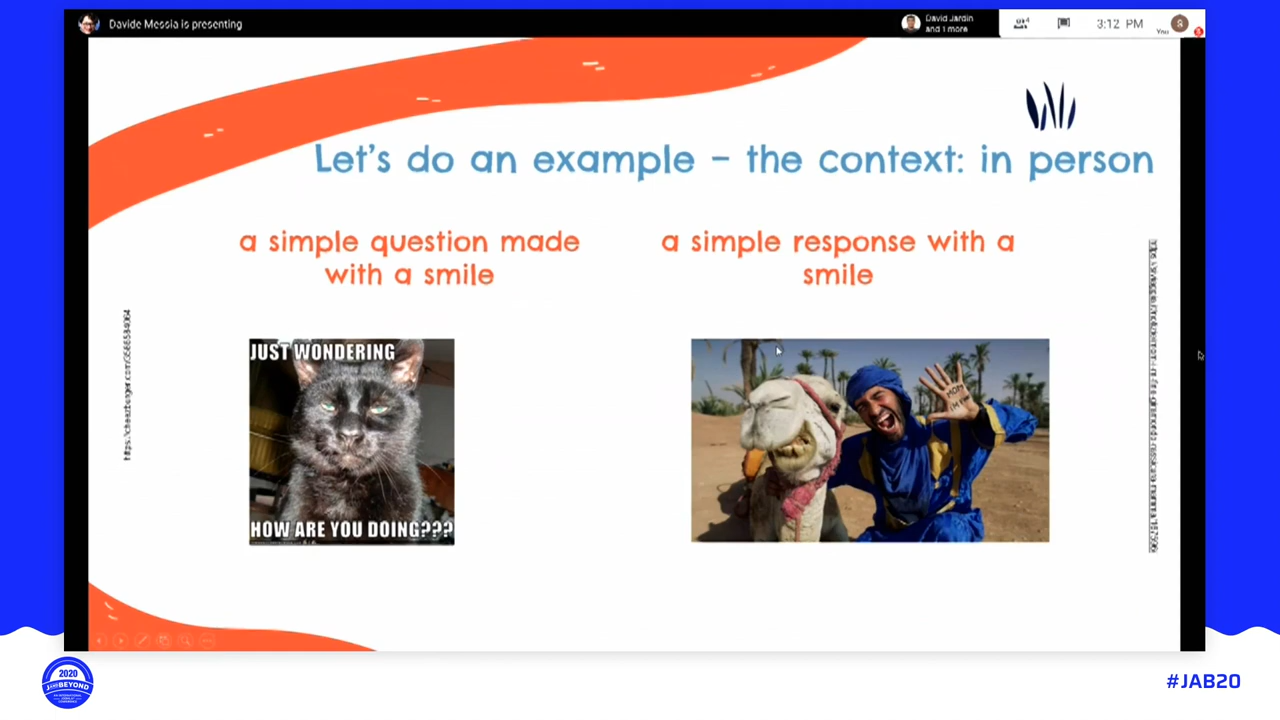 Davide Messia is presenting
David Jardin
and 1 more
3:12 PM
You
S
Let's do an example – the context: in person
a simple question made
with a smile
a simple response with a
smile
JUST WONDERING
HOW ARE YOU DOING???
MOM
2020
JANDBEYOND
#JAB20